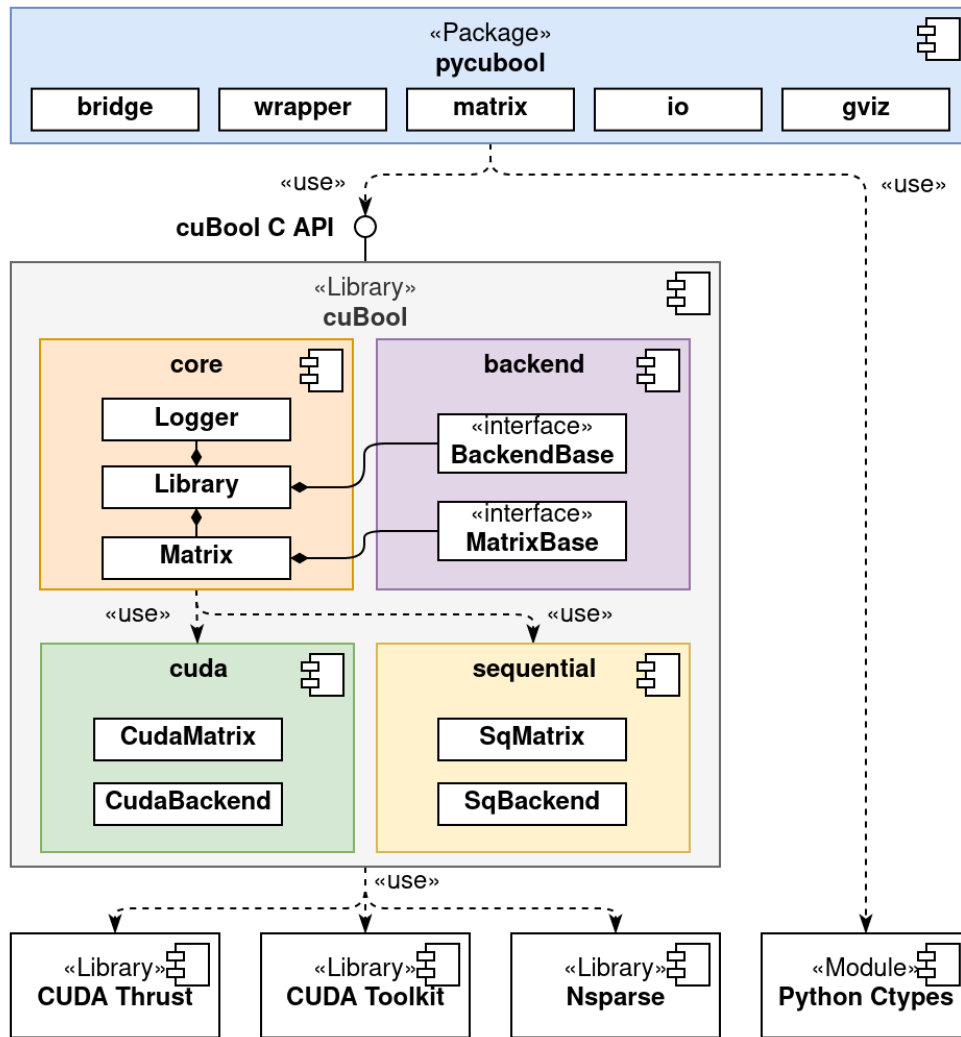 «Package»
pycubool
bridge
wrapper
matrix
io
gviz
«use»
«use»
cuBool C API
«Library»
cuBool
core
backend
Logger
«interface»
BackendBase
Library
«interface»
MatrixBase
Matrix
«use»
«use»
cuda
sequential
CudaMatrix
SqMatrix
CudaBackend
SqBackend
«use»
«Library»
CUDA Thrust
«Library»
CUDA Toolkit
«Library»
Nsparse
«Module»
Python Ctypes